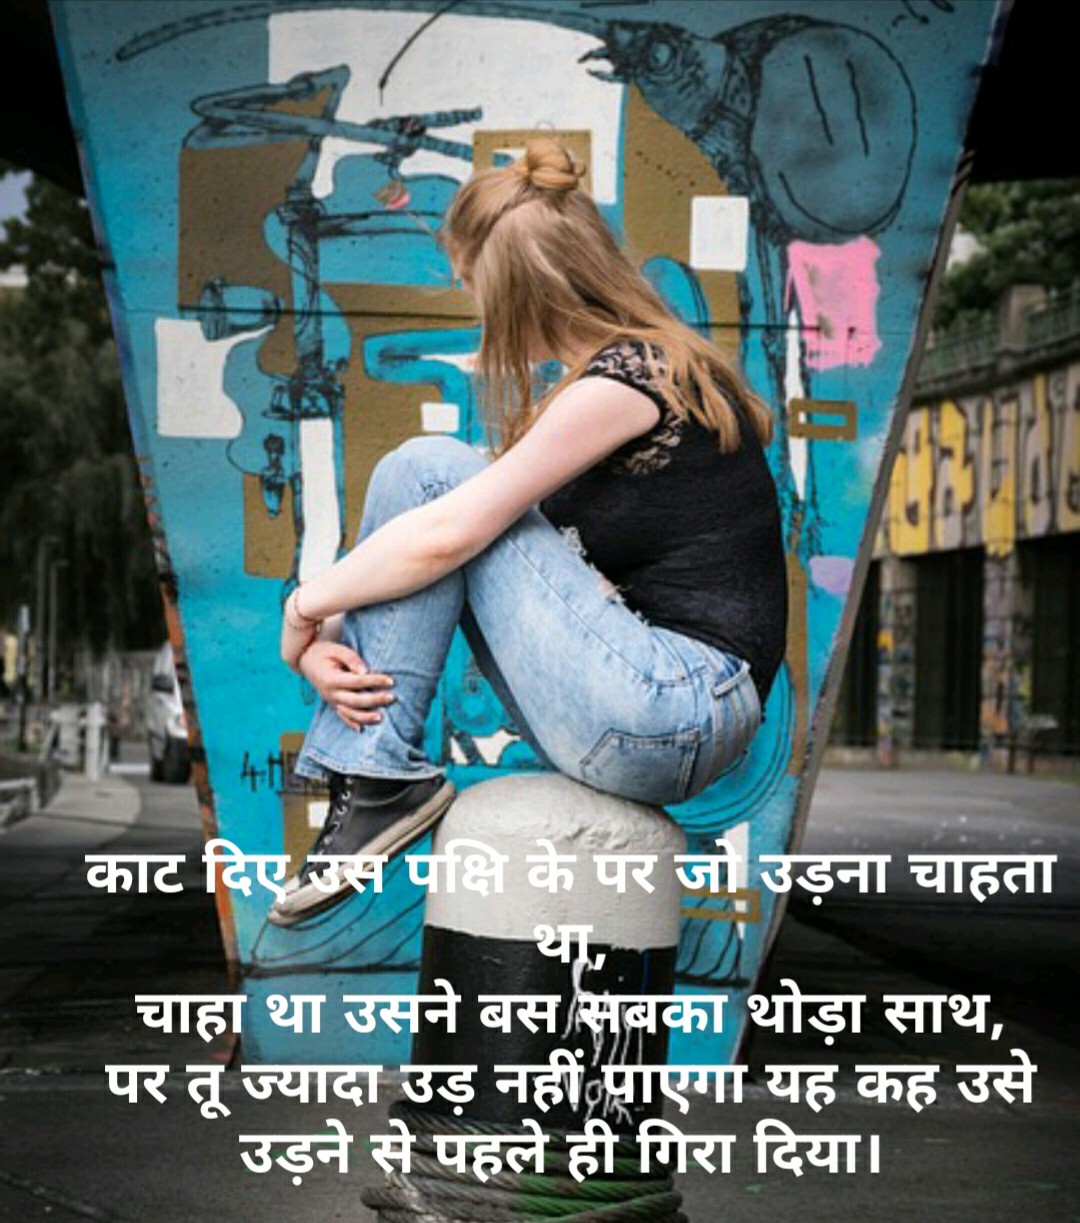 काट दिए उस पक्षि के पर जो उड़ना चाहता
था,
चाहा था उसने बस सबका थोड़ा साथ,
पर तू ज्यादा उड़ नहीं पाएगा यह कह उसे
उड़ने से पहले ही गिरा दिया।